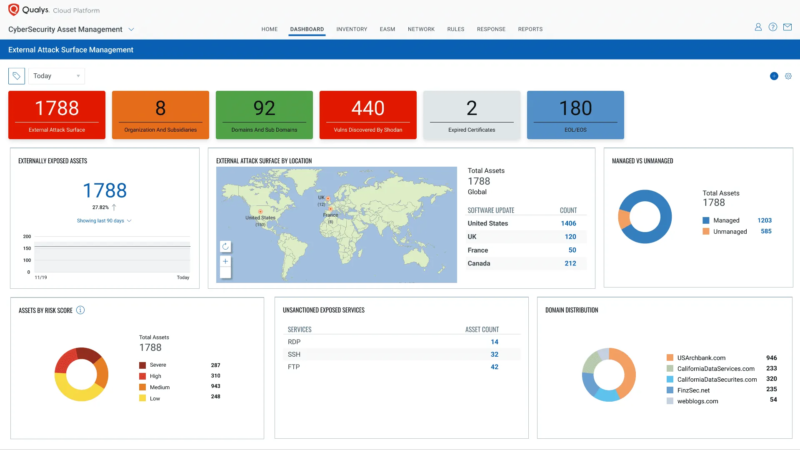 Qualys. Cloud Platform
CyberSecurity Asset Management
HOME DASHBOARD INVENTORY EASM NETWORK RULES RESPONSE REPORTS
External Attack Surface Management
Today
1788
External Attack Surface
8
Organization And Subsidiaries
92
Domains And Sub Domains
440
Vulns Discovered By Shodan
2
Expired Certificates
180
EOL/EOS
EXTERNALLY EXPOSED ASSETS
1788
27.82%
Showing last 90 days
200
150
100
0
11/19 Today
EXTERNAL ATTACK SURFACE BY LOCATION
UK
United States
France
Total Assets
1788
Global
SOFTWARE UPDATE COUNT
United States 1406
UK 120
France 50
Canada 212
MANAGED VS UNMANAGED
Total Assets
1788
Managed 1203
Unmanaged 585
ASSETS BY RISK SCORE
Total Assets
1788
Severe 287
High 310
Medium 943
Low 248
UNSANCTIONED EXPOSED SERVICES
SERVICES ASSET COUNT
RDP 14
SSH 32
FTP 42
DOMAIN DISTRIBUTION
USArchbank.com 946
CaliforniaDataServices.com 233
CaliforniaDataSecurites.com 320
FinzSec.net 235
webblogs.com 54